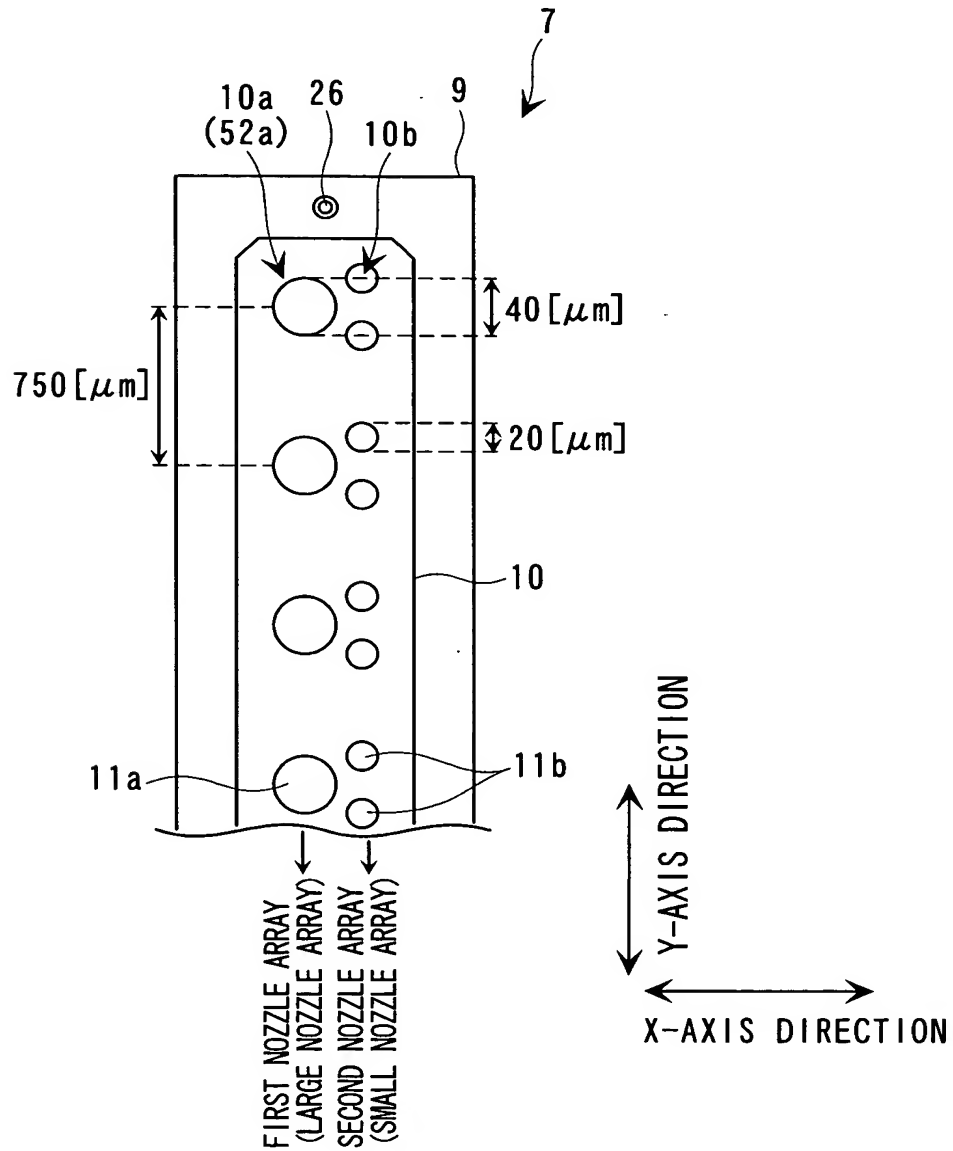 7
10a
(52a)
26
10b
9
40[μm]
750[μm]
20[μm]
10
11a
11b
FIRST NOZZLE ARRAY
(LARGE NOZZLE ARRAY)
SECOND NOZZLE ARRAY
(SMALL NOZZLE ARRAY)
Y-AXIS DIRECTION
X-AXIS DIRECTION